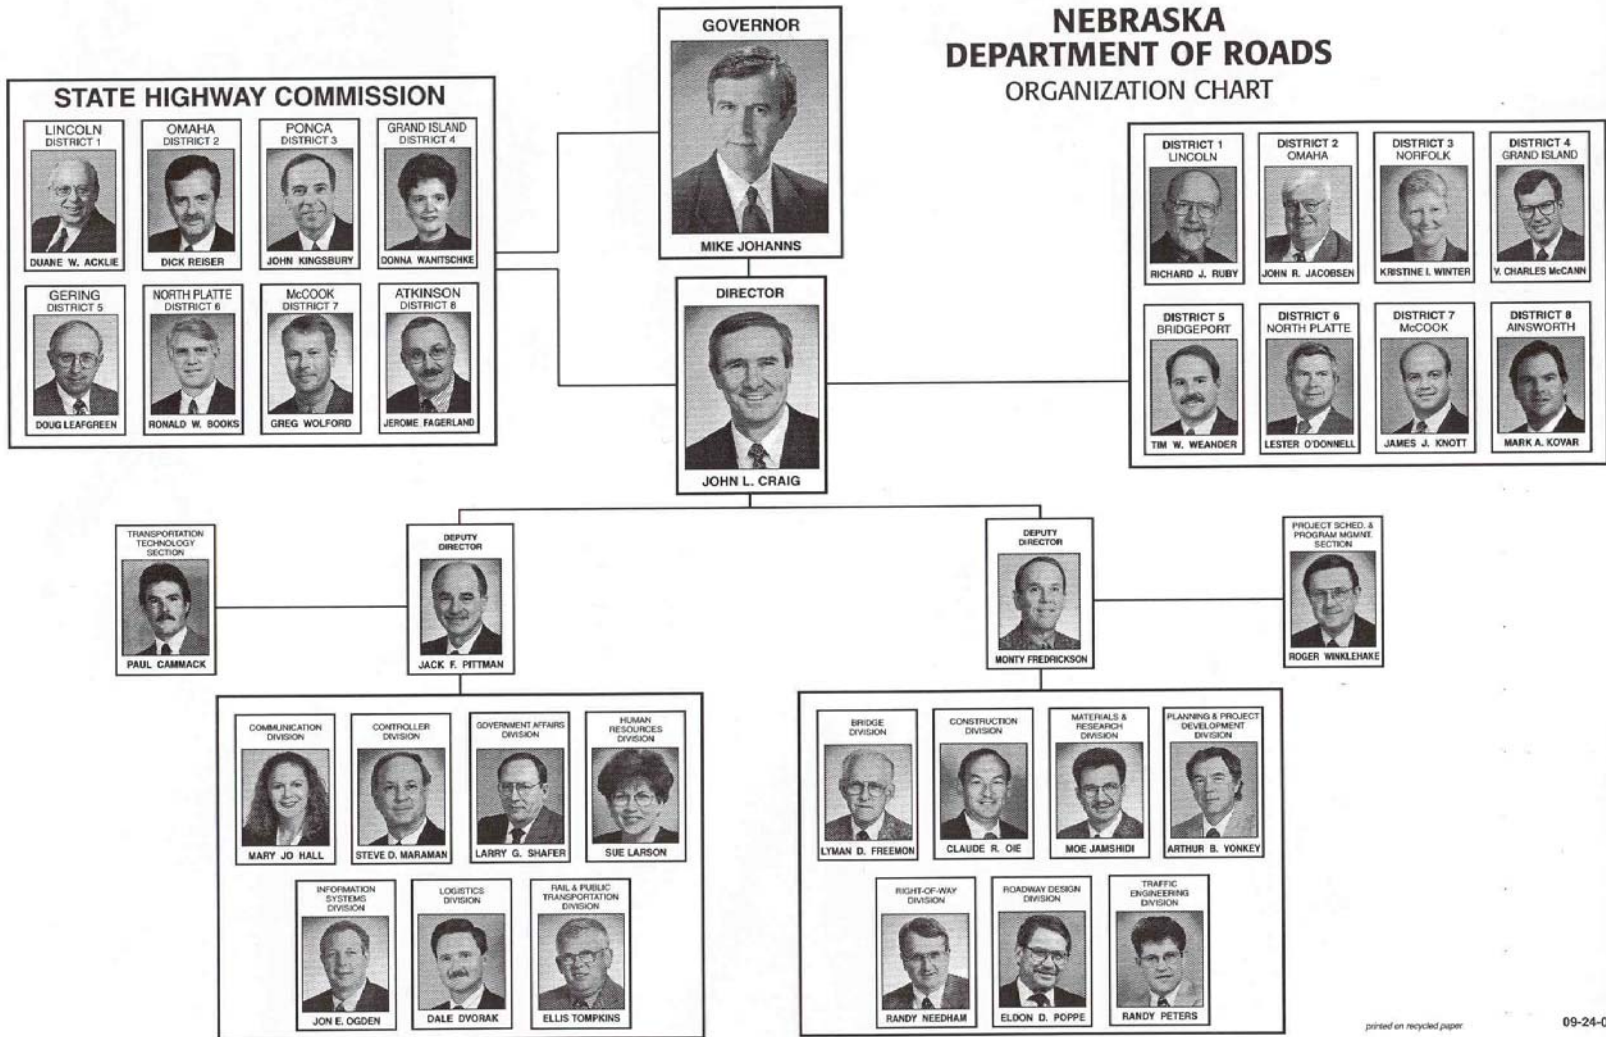 NEBRASKA
DEPARTMENT OF ROADS
ORGANIZATION CHART
GOVERNOR
MIKE JOHANNS
STATE HIGHWAY COMMISSION
LINCOLN
DISTRICT 1
DUANE W. ACKLIE
OMAHA
DISTRICT 2
DICK REISER
PONCA
DISTRICT 3
JOHN KINGSBURY
GRAND ISLAND
DISTRICT 4
DONNA WANITSCHKE
GERING
DISTRICT 5
DOUG LEAFGREEN
NORTH PLATTE
DISTRICT 6
RONALD W. BOOKS
McCOOK
DISTRICT 7
GREG WOLFORD
ATKINSON
DISTRICT 8
JEROME FAGERLAND
DIRECTOR
JOHN L. CRAIG
DISTRICT 1
LINCOLN
RICHARD J. RUBY
DISTRICT 2
OMAHA
JOHN R. JACOBSEN
DISTRICT 3
NORFOLK
KRISTINE I. WINTER
DISTRICT 4
GRAND ISLAND
V. CHARLES McCANN
DISTRICT 5
BRIDGEPORT
TIM W. WEANDER
DISTRICT 6
NORTH PLATTE
LESTER O'DONNELL
DISTRICT 7
McCOOK
JAMES J. KNOTT
DISTRICT 8
AINSWORTH
MARK A. KOVAR
TRANSPORTATION
TECHNOLOGY
SECTION
PAUL CAMMACK
DEPUTY
DIRECTOR
JACK F. PITTMAN
DEPUTY
DIRECTOR
MONTY FREDRICKSON
PROJECT SCHED. &
PROGRAM MGMNT.
SECTION
ROGER WINKLEHAKE
COMMUNICATION
DIVISION
MARY JO HALL
CONTROLLER
DIVISION
STEVE D. MARAMAN
GOVERNMENT AFFAIRS
DIVISION
LARRY G. SHAFER
HUMAN
RESOURCES
DIVISION
SUE LARSON
INFORMATION
SYSTEMS
DIVISION
JON E. OGDEN
LOGISTICS
DIVISION
DALE DVORAK
RAIL & PUBLIC
TRANSPORTATION
DIVISION
ELLIS TOMPKINS
BRIDGE
DIVISION
LYMAN D. FREEMON
CONSTRUCTION
DIVISION
CLAUDE R. OIE
MATERIALS &
RESEARCH
DIVISION
MOE JAMSHIDI
PLANNING & PROJECT
DEVELOPMENT
DIVISION
ARTHUR B. YONKEY
RIGHT-OF-WAY
DIVISION
RANDY NEEDHAM
ROADWAY DESIGN
DIVISION
ELDON D. POPPE
TRAFFIC
ENGINEERING
DIVISION
RANDY PETERS
printed on recycled paper
09-24-0